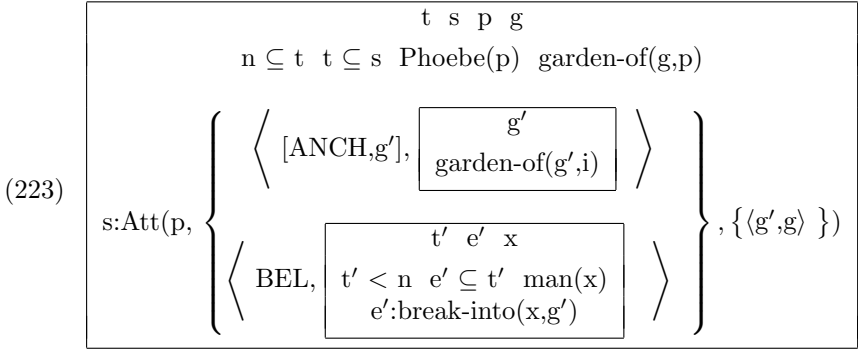 t s p g
n ⊆ t t ⊆ s Phoebe(p) garden-of(g,p)
⟨ [ANCH,g′], g′ ⟩
garden-of(g′,i)
(223)
s:Att(p, { } , {⟨g′,g⟩ })
t′ e′ x
⟨ BEL, t′ < n e′ ⊆ t′ man(x) ⟩
e′:break-into(x,g′)